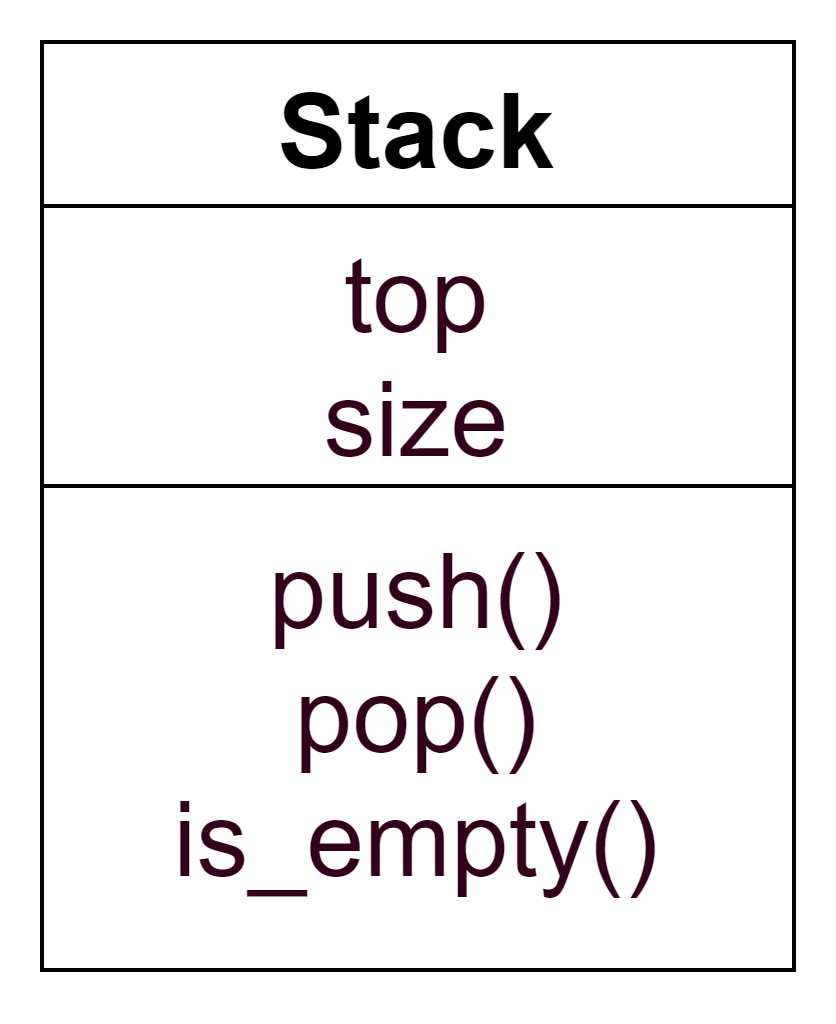 Stack
top
size
push()
pop()
is_empty()